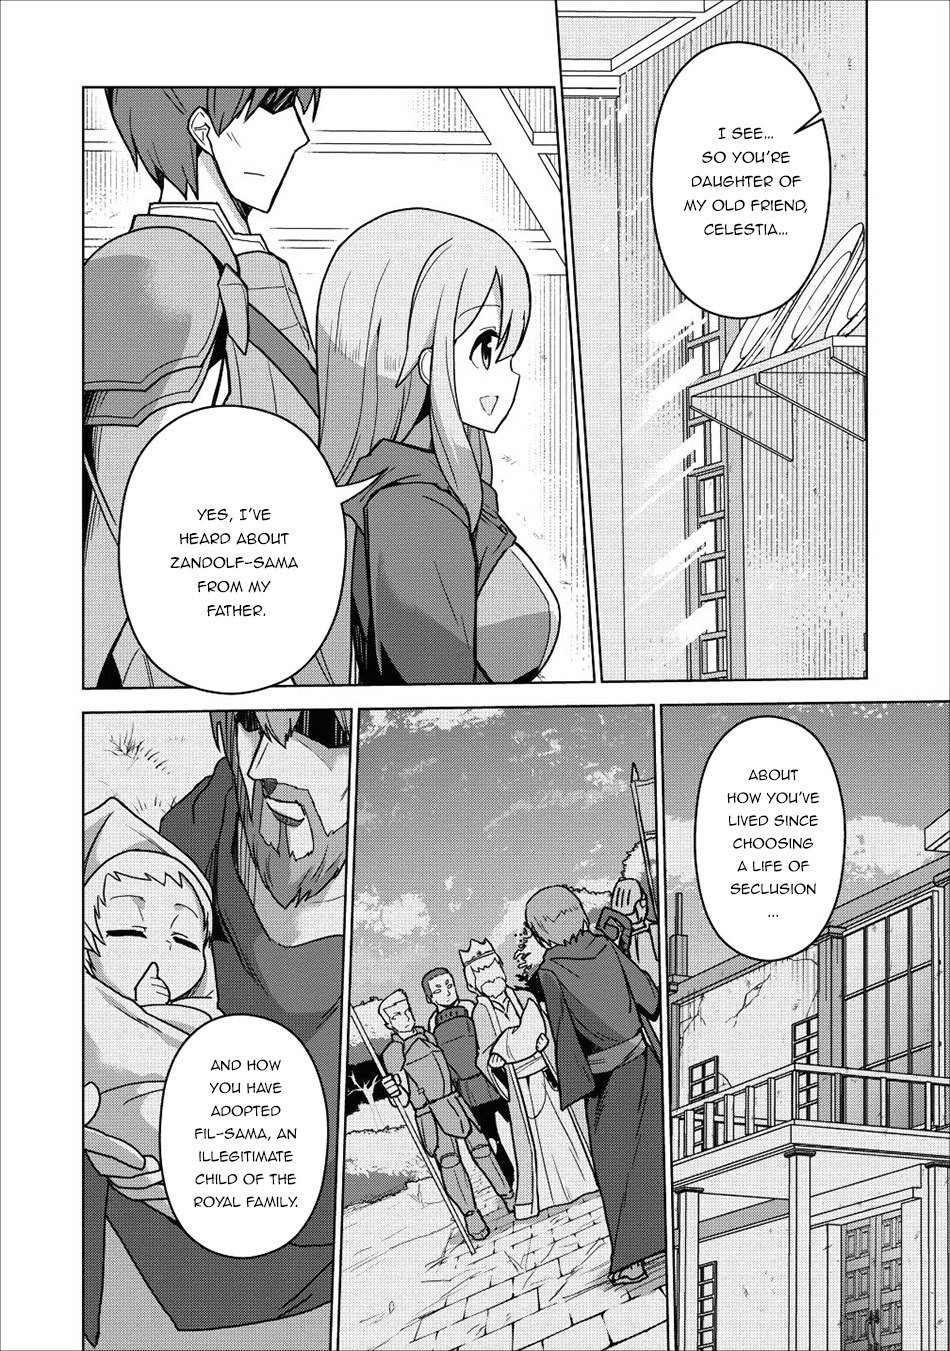 I SEE...
SO YOU'RE
DAUGHTER OF
MY OLD FRIEND,
CELESTIA...
YES, I'VE
HEARD ABOUT
ZANDOLF-SAMA
FROM MY
FATHER.
ABOUT
HOW YOU'VE
LIVED SINCE
CHOOSING
A LIFE OF
SECLUSION
...
AND HOW
YOU HAVE
ADOPTED
FIL-SAMA, AN
ILLEGITIMATE
CHILD OF THE
ROYAL FAMILY.